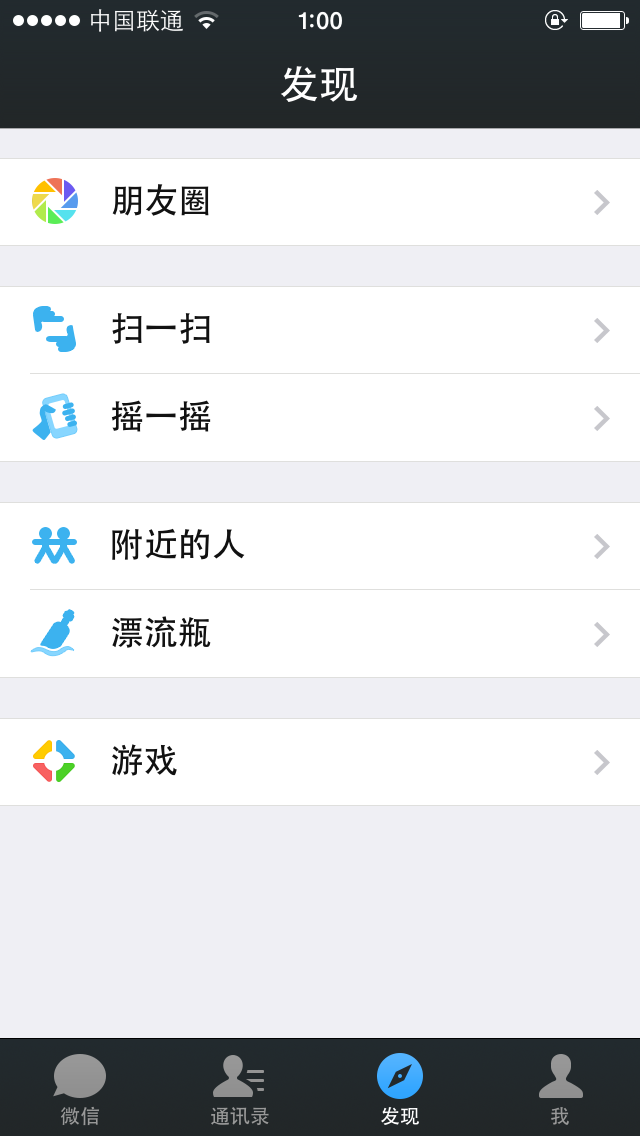 中国联通 1:00
发现
朋友圈
扫一扫
摇一摇
附近的人
漂流瓶
游戏
微信 通讯录 发现 我